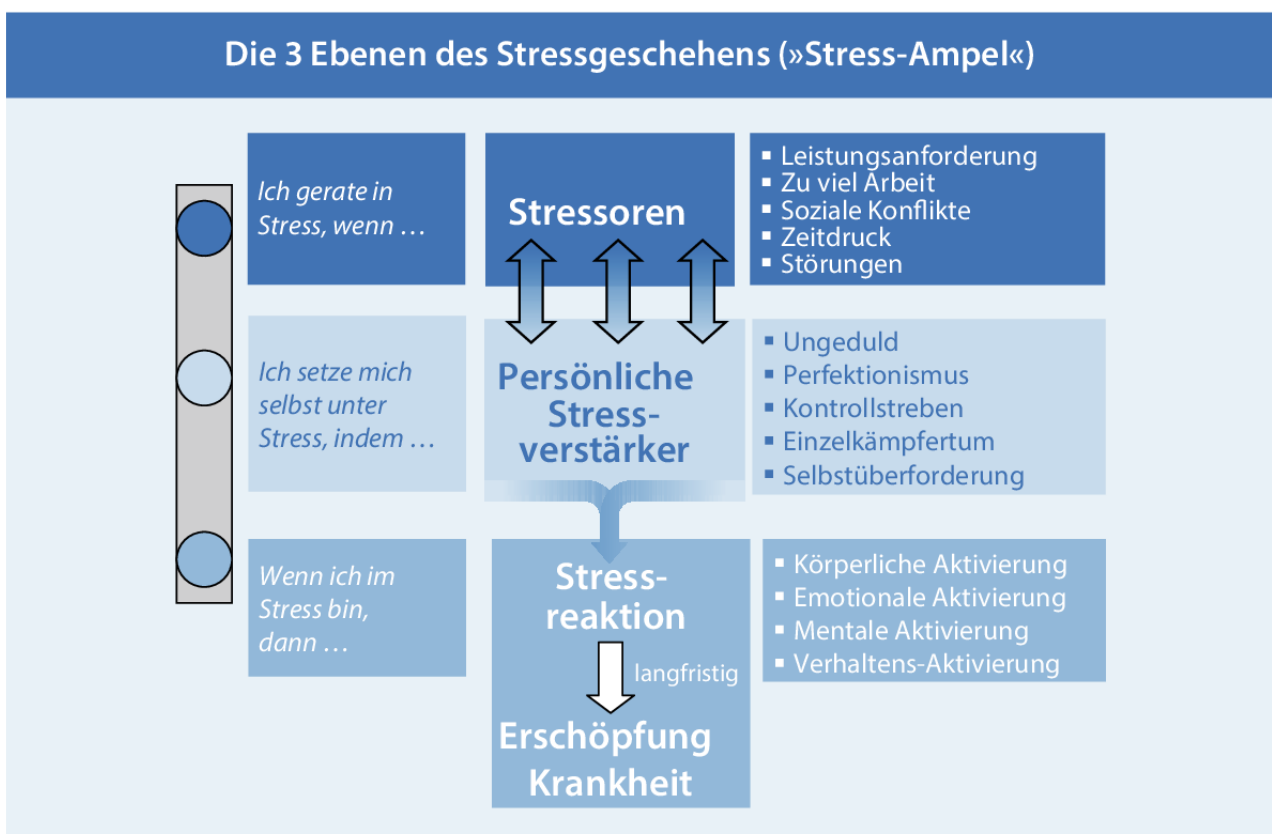 Die 3 Ebenen des Stressgeschehens (»Stress-Ampel«)
Ich gerate in
Stress, wenn …
Stressoren
▪ Leistungsanforderung
▪ Zu viel Arbeit
▪ Soziale Konflikte
▪ Zeitdruck
▪ Störungen
Ich setze mich
selbst unter
Stress, indem …
Persönliche
Stress-
verstärker
▪ Ungeduld
▪ Perfektionismus
▪ Kontrollstreben
▪ Einzelkämpfertum
▪ Selbstüberforderung
Wenn ich im
Stress bin,
dann …
Stress-
reaktion
langfristig
Erschöpfung
Krankheit
▪ Körperliche Aktivierung
▪ Emotionale Aktivierung
▪ Mentale Aktivierung
▪ Verhaltens-Aktivierung